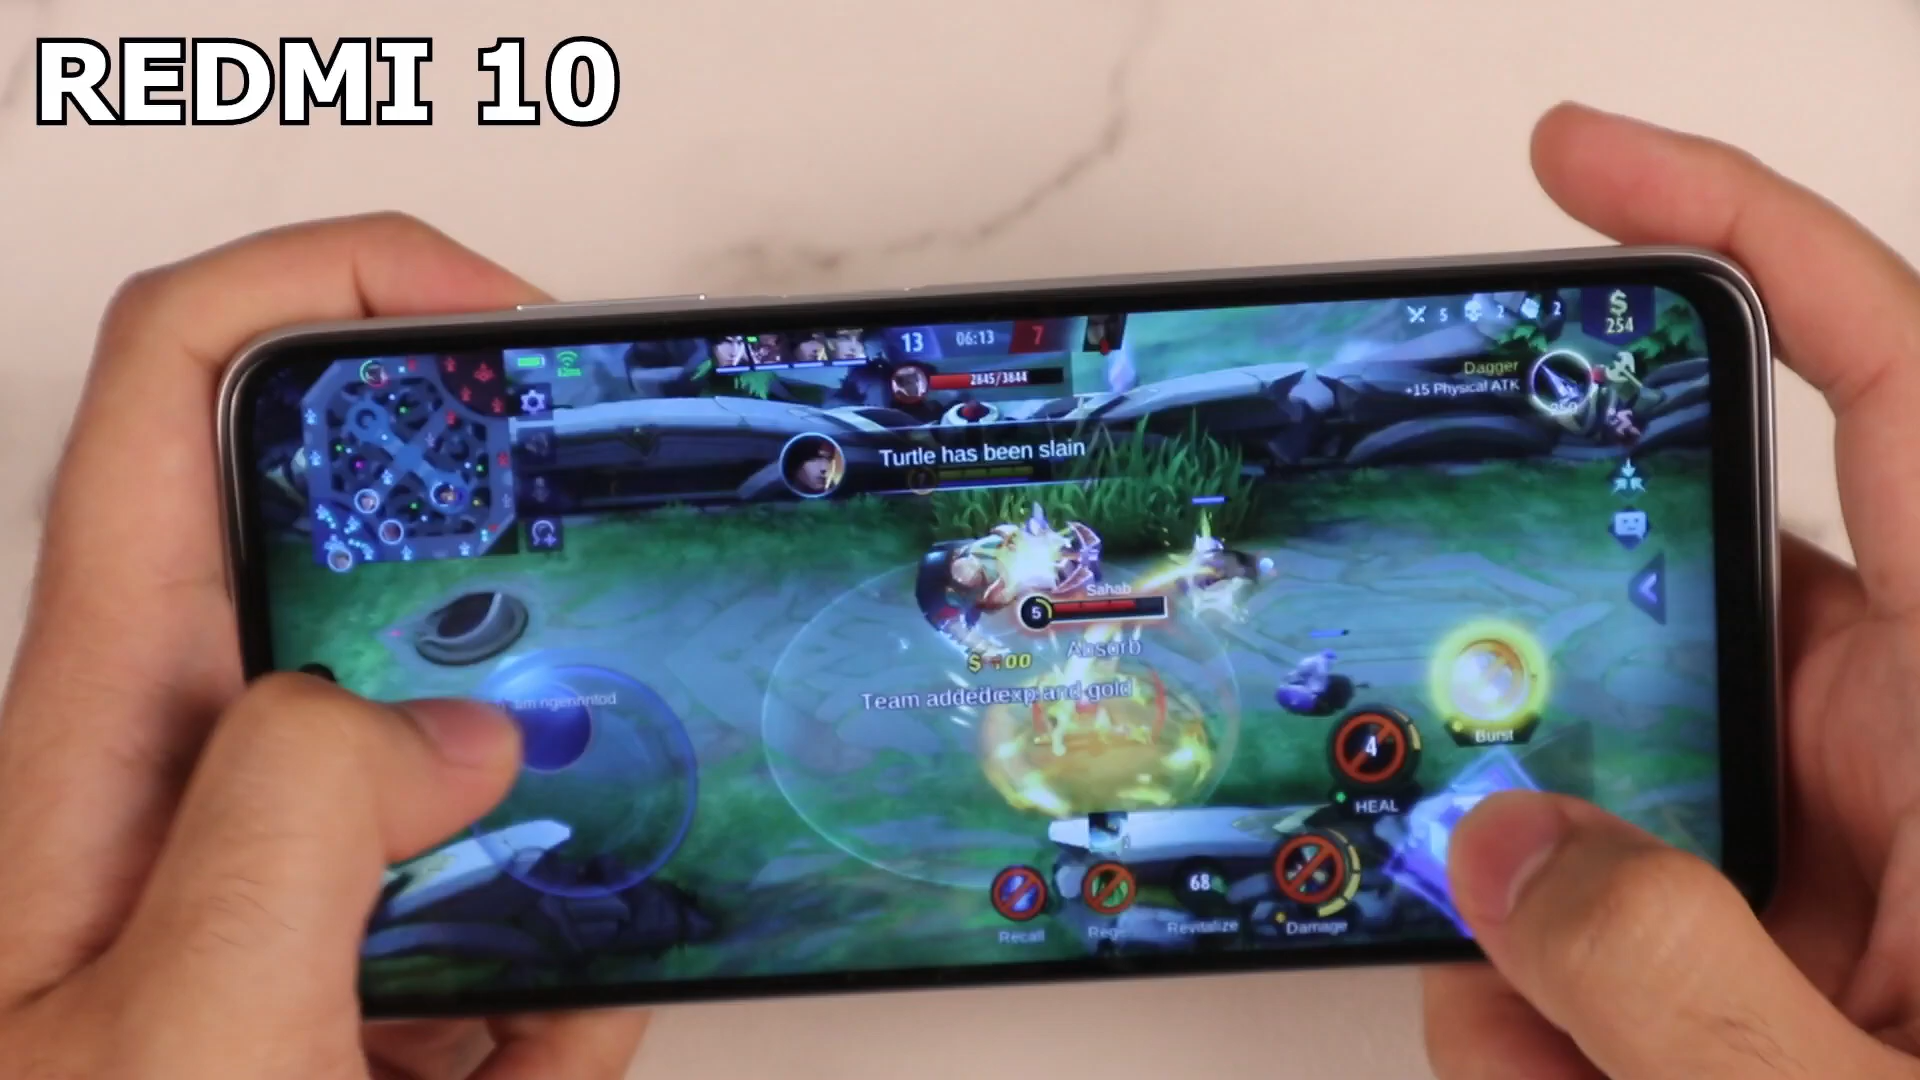 REDMI 10
13 06:13 7
5 2 2
$
254
2845/3844
Dagger
+15 Physical ATK
Turtle has been slain
Sahab
5
Absorb
Team added exp and gold
Burst
4
HEAL
68
Recall
Revitalize
Damage